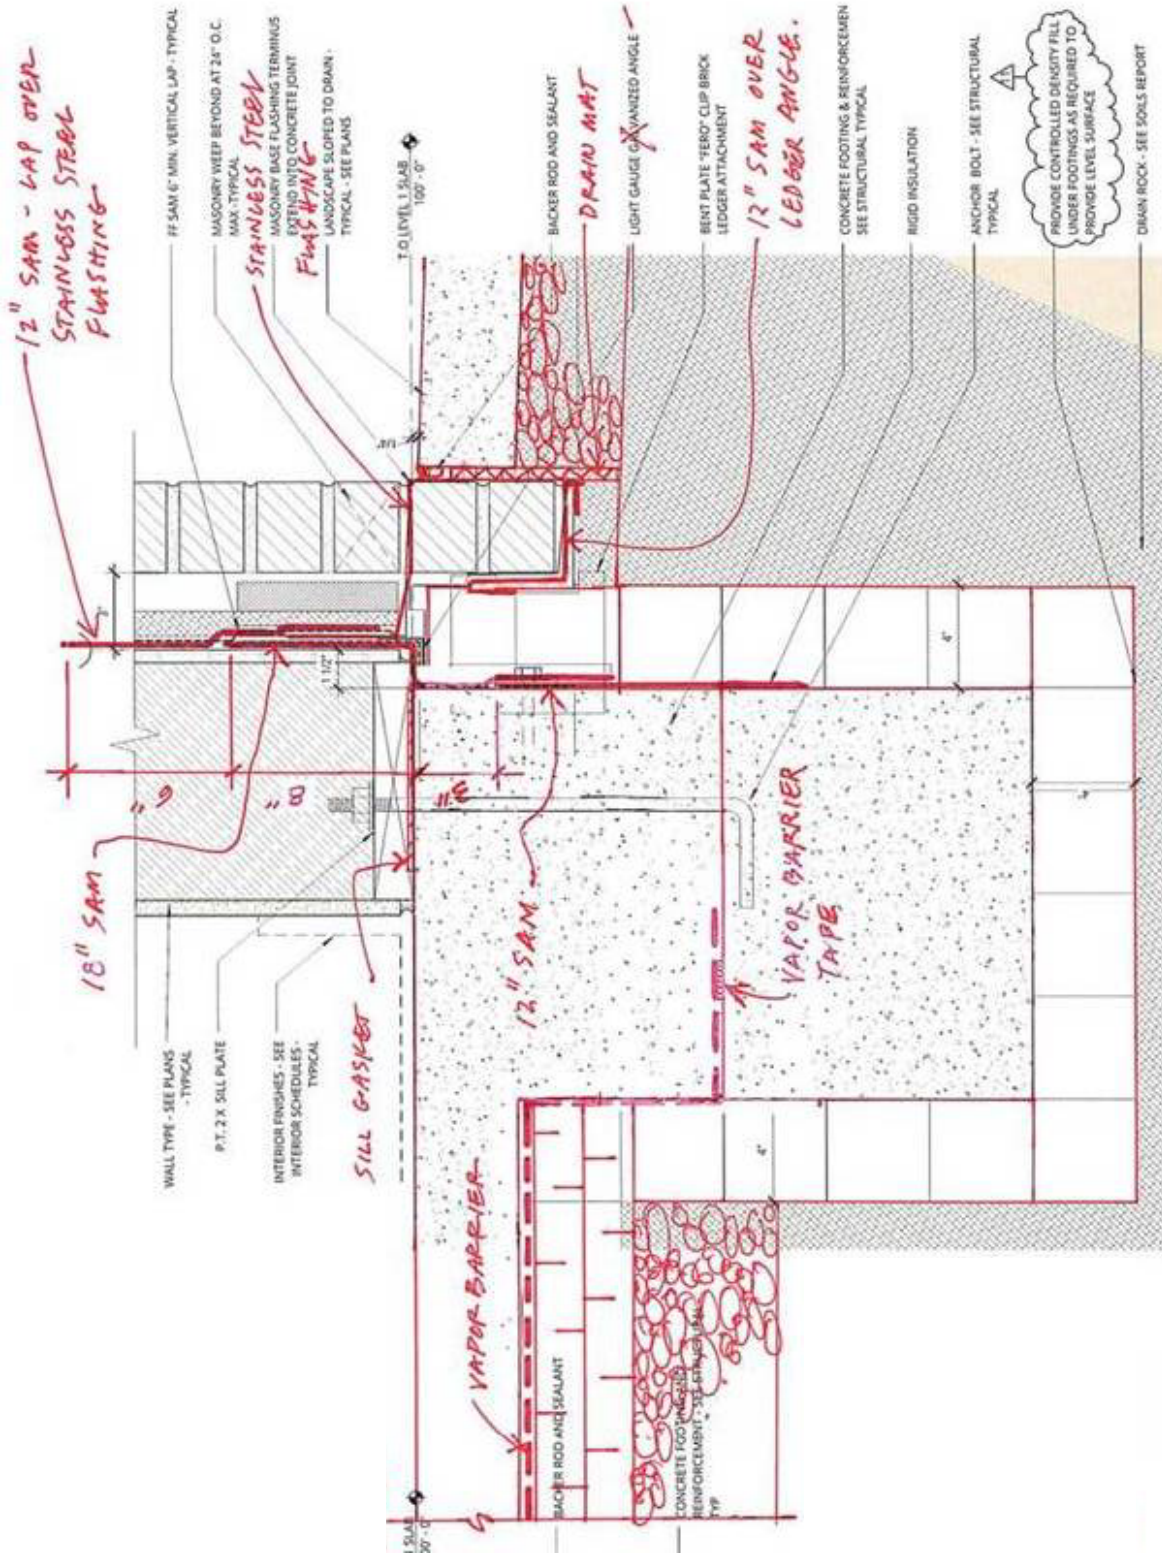 12" SAM - LAP OVER
STAINLESS STEEL
FLASHING
FF SAM 6" MIN. VERTICAL LAP - TYPICAL
MASONRY WEEP BEYOND AT 24" O.C.
MAX - TYPICAL
STAINLESS STEEL
FLASHING
MASONRY BASE FLASHING TERMINUS
EXTEND INTO CONCRETE JOINT
LANDSCAPE SLOPED TO DRAIN -
TYPICAL - SEE PLANS
T.O LEVEL 1 SLAB
100' - 0"
BACKER ROD AND SEALANT
DRAIN MAT
LIGHT GAUGE GALVANIZED ANGLE
BENT PLATE "FERO" CLIP BRICK
LEDGER ATTACHMENT
12" SAM OVER
LEDGER ANGLE.
CONCRETE FOOTING & REINFORCEMEN
SEE STRUCTURAL TYPICAL
RIGID INSULATION
ANCHOR BOLT - SEE STRUCTURAL
TYPICAL
PROVIDE CONTROLLED DENSITY FILL
UNDER FOOTINGS AS REQUIRED TO
PROVIDE LEVEL SURFACE
DRAIN ROCK - SEE SOILS REPORT
1/4"
3"
1 1/2"
6"
8"
3"
4"
4"
4"
18" SAM
WALL TYPE - SEE PLANS
- TYPICAL
P.T. 2 X SILL PLATE
INTERIOR FINISHES - SEE
INTERIOR SCHEDULES -
TYPICAL
SILL GASKET
12" SAM
VAPOR BARRIER
TAPE
VAPOR BARRIER
BACKER ROD AND SEALANT
CONCRETE FOOTING AND
REINFORCEMENT - SEE STRUCTURAL
TYP
SLAB